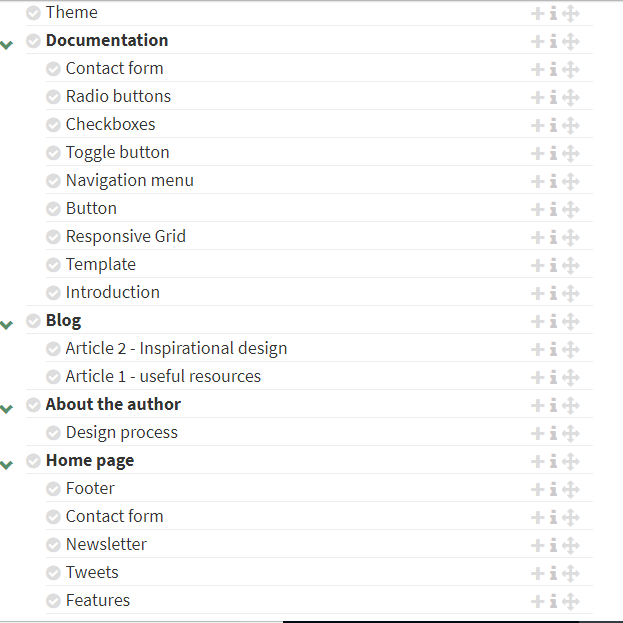 Theme
Documentation
Contact form
Radio buttons
Checkboxes
Toggle button
Navigation menu
Button
Responsive Grid
Template
Introduction
Blog
Article 2 - Inspirational design
Article 1 - useful resources
About the author
Design process
Home page
Footer
Contact form
Newsletter
Tweets
Features